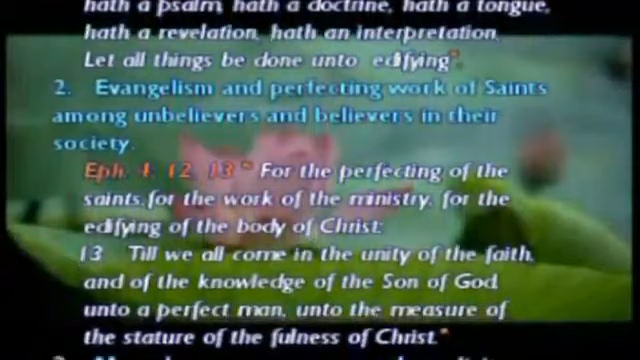 hath a psalm, hath a doctrine, hath a tongue,
hath a revelation, hath an interpretation.
Let all things be done unto edifying".
2. Evangelism and perfecting work of Saints
among unbelievers and believers in their
society.
Eph. 4: 12, 13 " For the perfecting of the
saints, for the work of the ministry, for the
edifying of the body of Christ:
13 Till we all come in the unity of the faith,
and of the knowledge of the Son of God,
unto a perfect man, unto the measure of
the stature of the fulness of Christ."